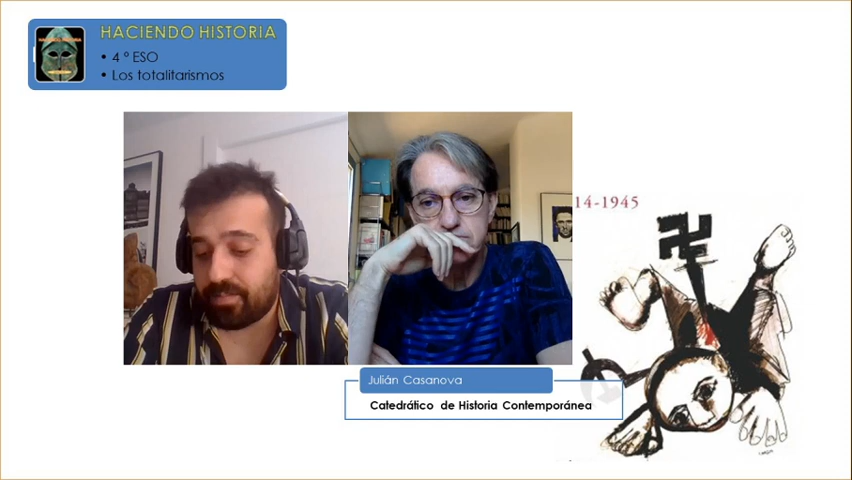 HACIENDO HISTORIA
• 4 º ESO
• Los totalitarismos
14-1945
Julián Casanova
Catedrático de Historia Contemporánea